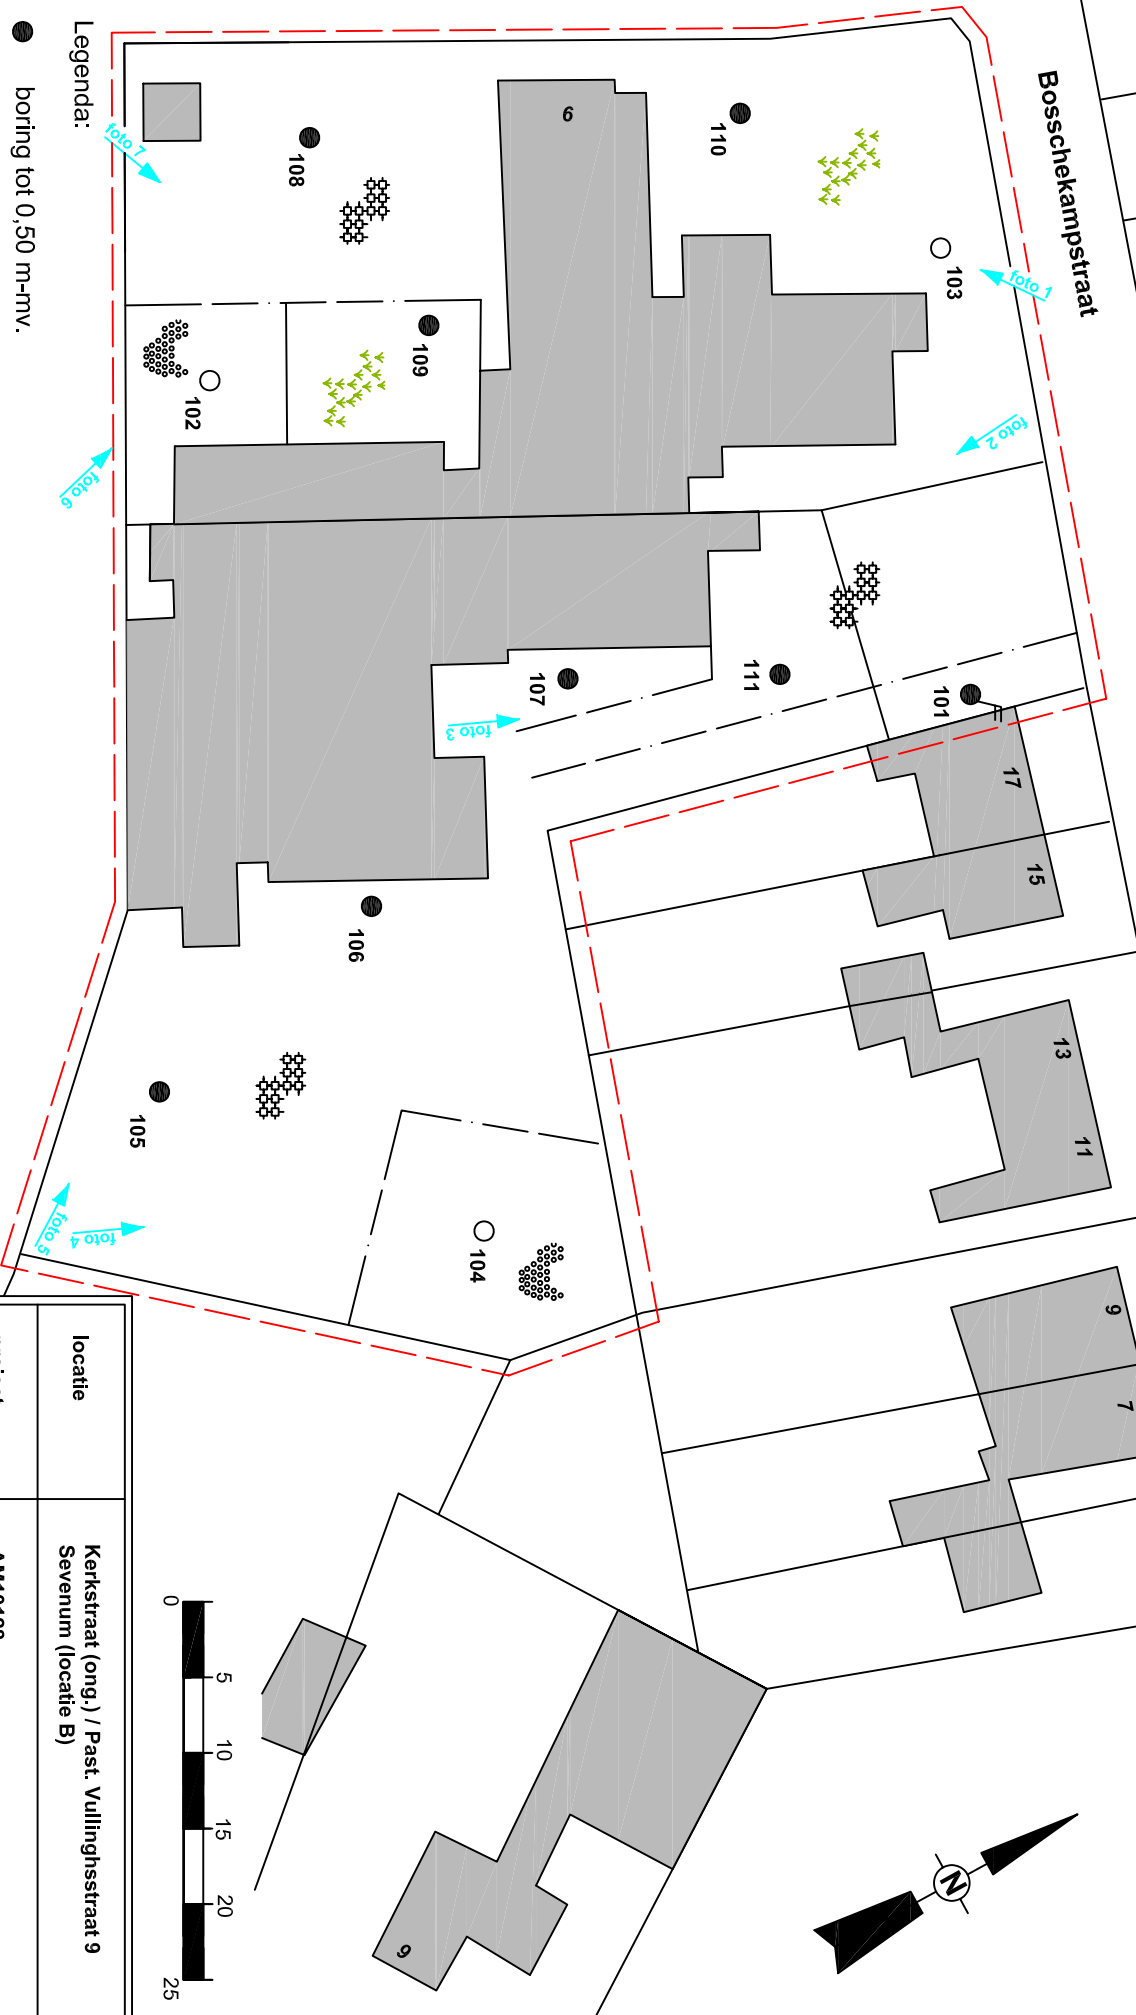 Bosschekampstraat
6
110
103
foto 1
foto 2
108
foto 7
109
102
foto 6
107
foto 3
111
101
17
15
13
11
9
7
106
105
104
foto 5
foto 4
9
N
Legenda:
boring tot 0,50 m-mv.
0
5
10
15
20
25
locatie
Kerkstraat (ong.) / Past. Vullinghsstraat 9
Sevenum (locatie B)